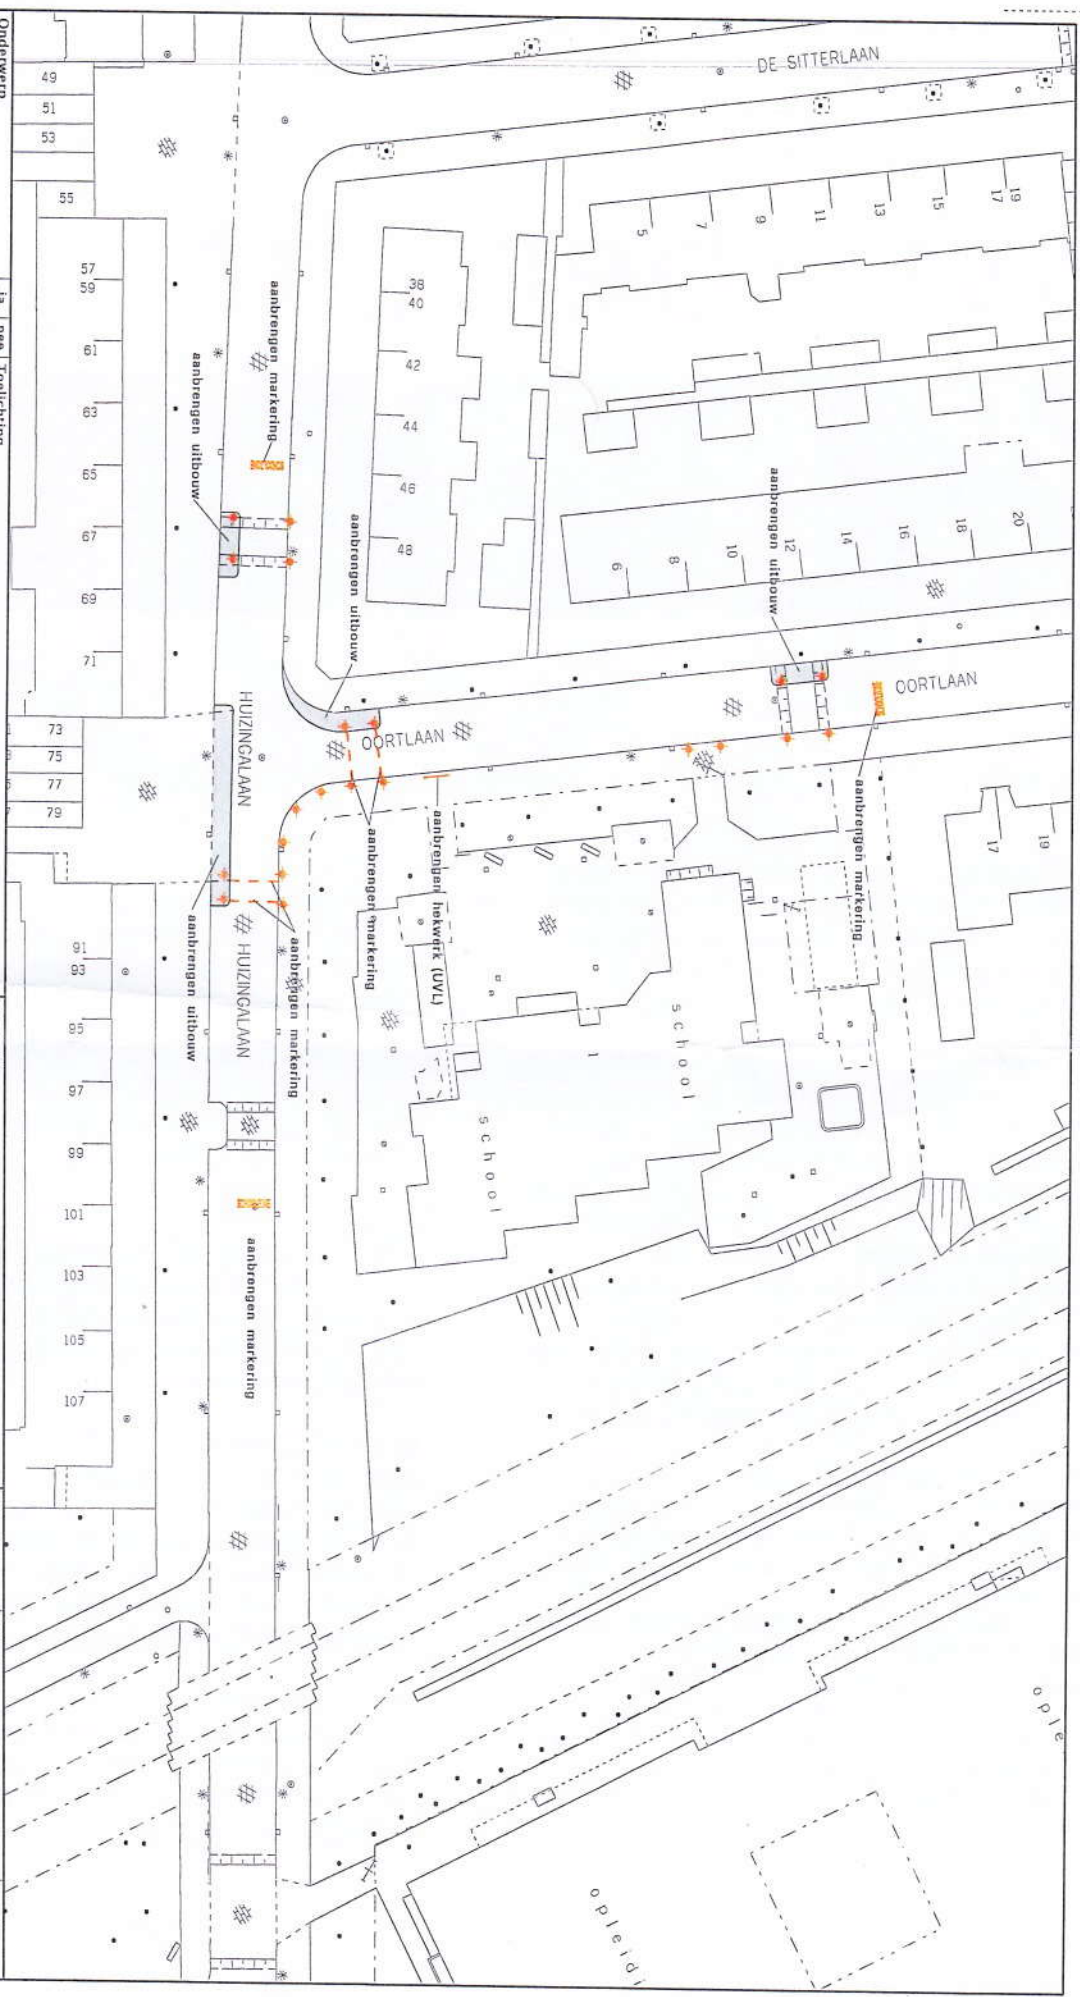 DE SITTERLAAN
49
51
53
55
57
59
61
63
65
67
69
71
73
75
77
79
91
93
95
97
99
101
103
105
107
38
40
42
44
46
48
5
7
9
11
13
15
17
19
6
8
10
12
14
16
18
20
aanbrengen markering
aanbrengen uitbouw
aanbrengen uitbouw
aanbrengen uitbouw
OORTLAAN
OORTLAAN
HUIZINGALAAN
HUIZINGALAAN
aanbrengen markering
aanbrengen hekwerk (UVL)
aanbrengen markering
aanbrengen markering
aanbrengen uitbouw
aanbrengen markering
17
19
school
1
school
ople
opleid
Onderwerp
ja nee Toelichting